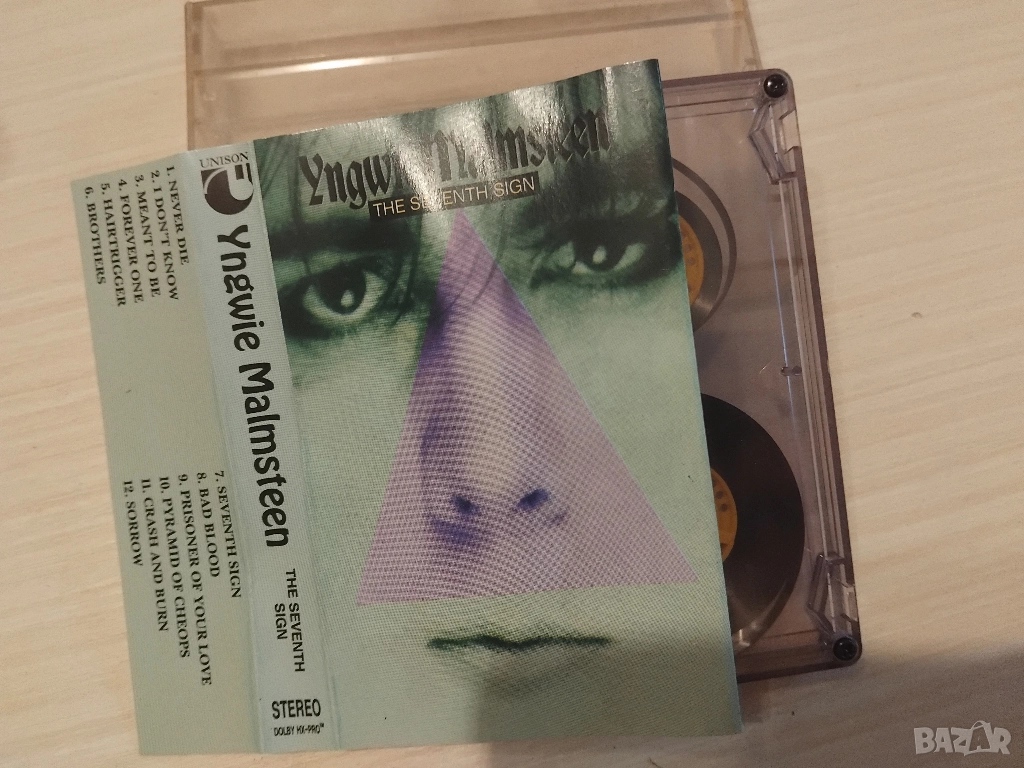 Yngwie Malmsteen
THE SEVENTH SIGN
UNISON
Yngwie Malmsteen
THE SEVENTH
SIGN
STEREO
DOLBY HX-PRO™
1. NEVER DIE
2. I DON'T KNOW
3. MEANT TO BE
4. FOREVER ONE
5. HAIRTRIGGER
6. BROTHERS
7. SEVENTH SIGN
8. BAD BLOOD
9. PRISONER OF YOUR LOVE
10. PYRAMID OF CHEOPS
11. CRASH AND BURN
12. SORROW
BAZAR